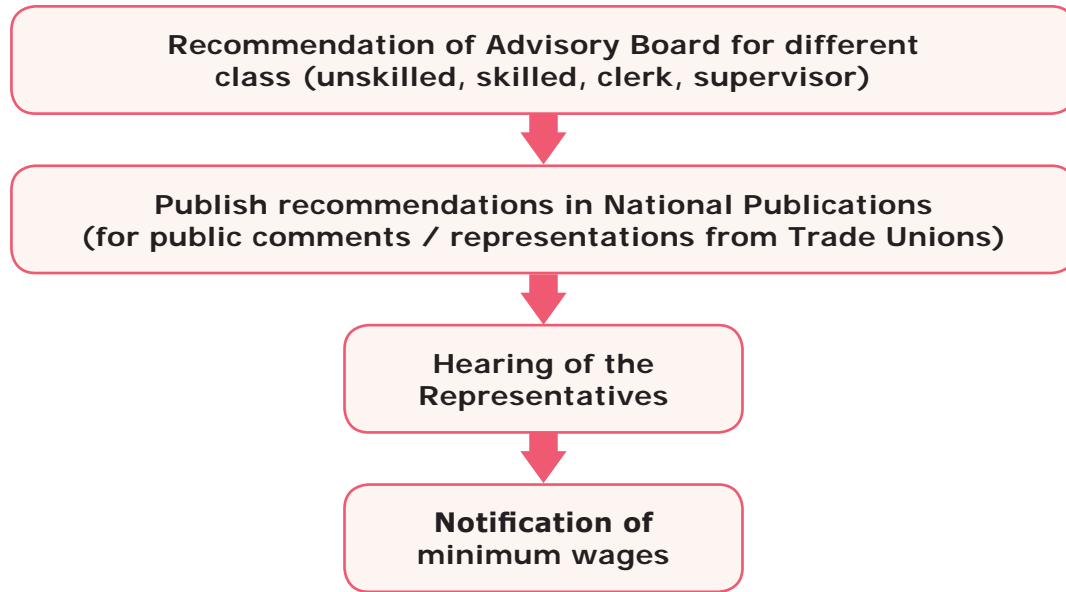 Recommendation of Advisory Board for different
class (unskilled, skilled, clerk, supervisor)
Publish recommendations in National Publications
(for public comments / representations from Trade Unions)
Hearing of the
Representatives
Notification of
minimum wages